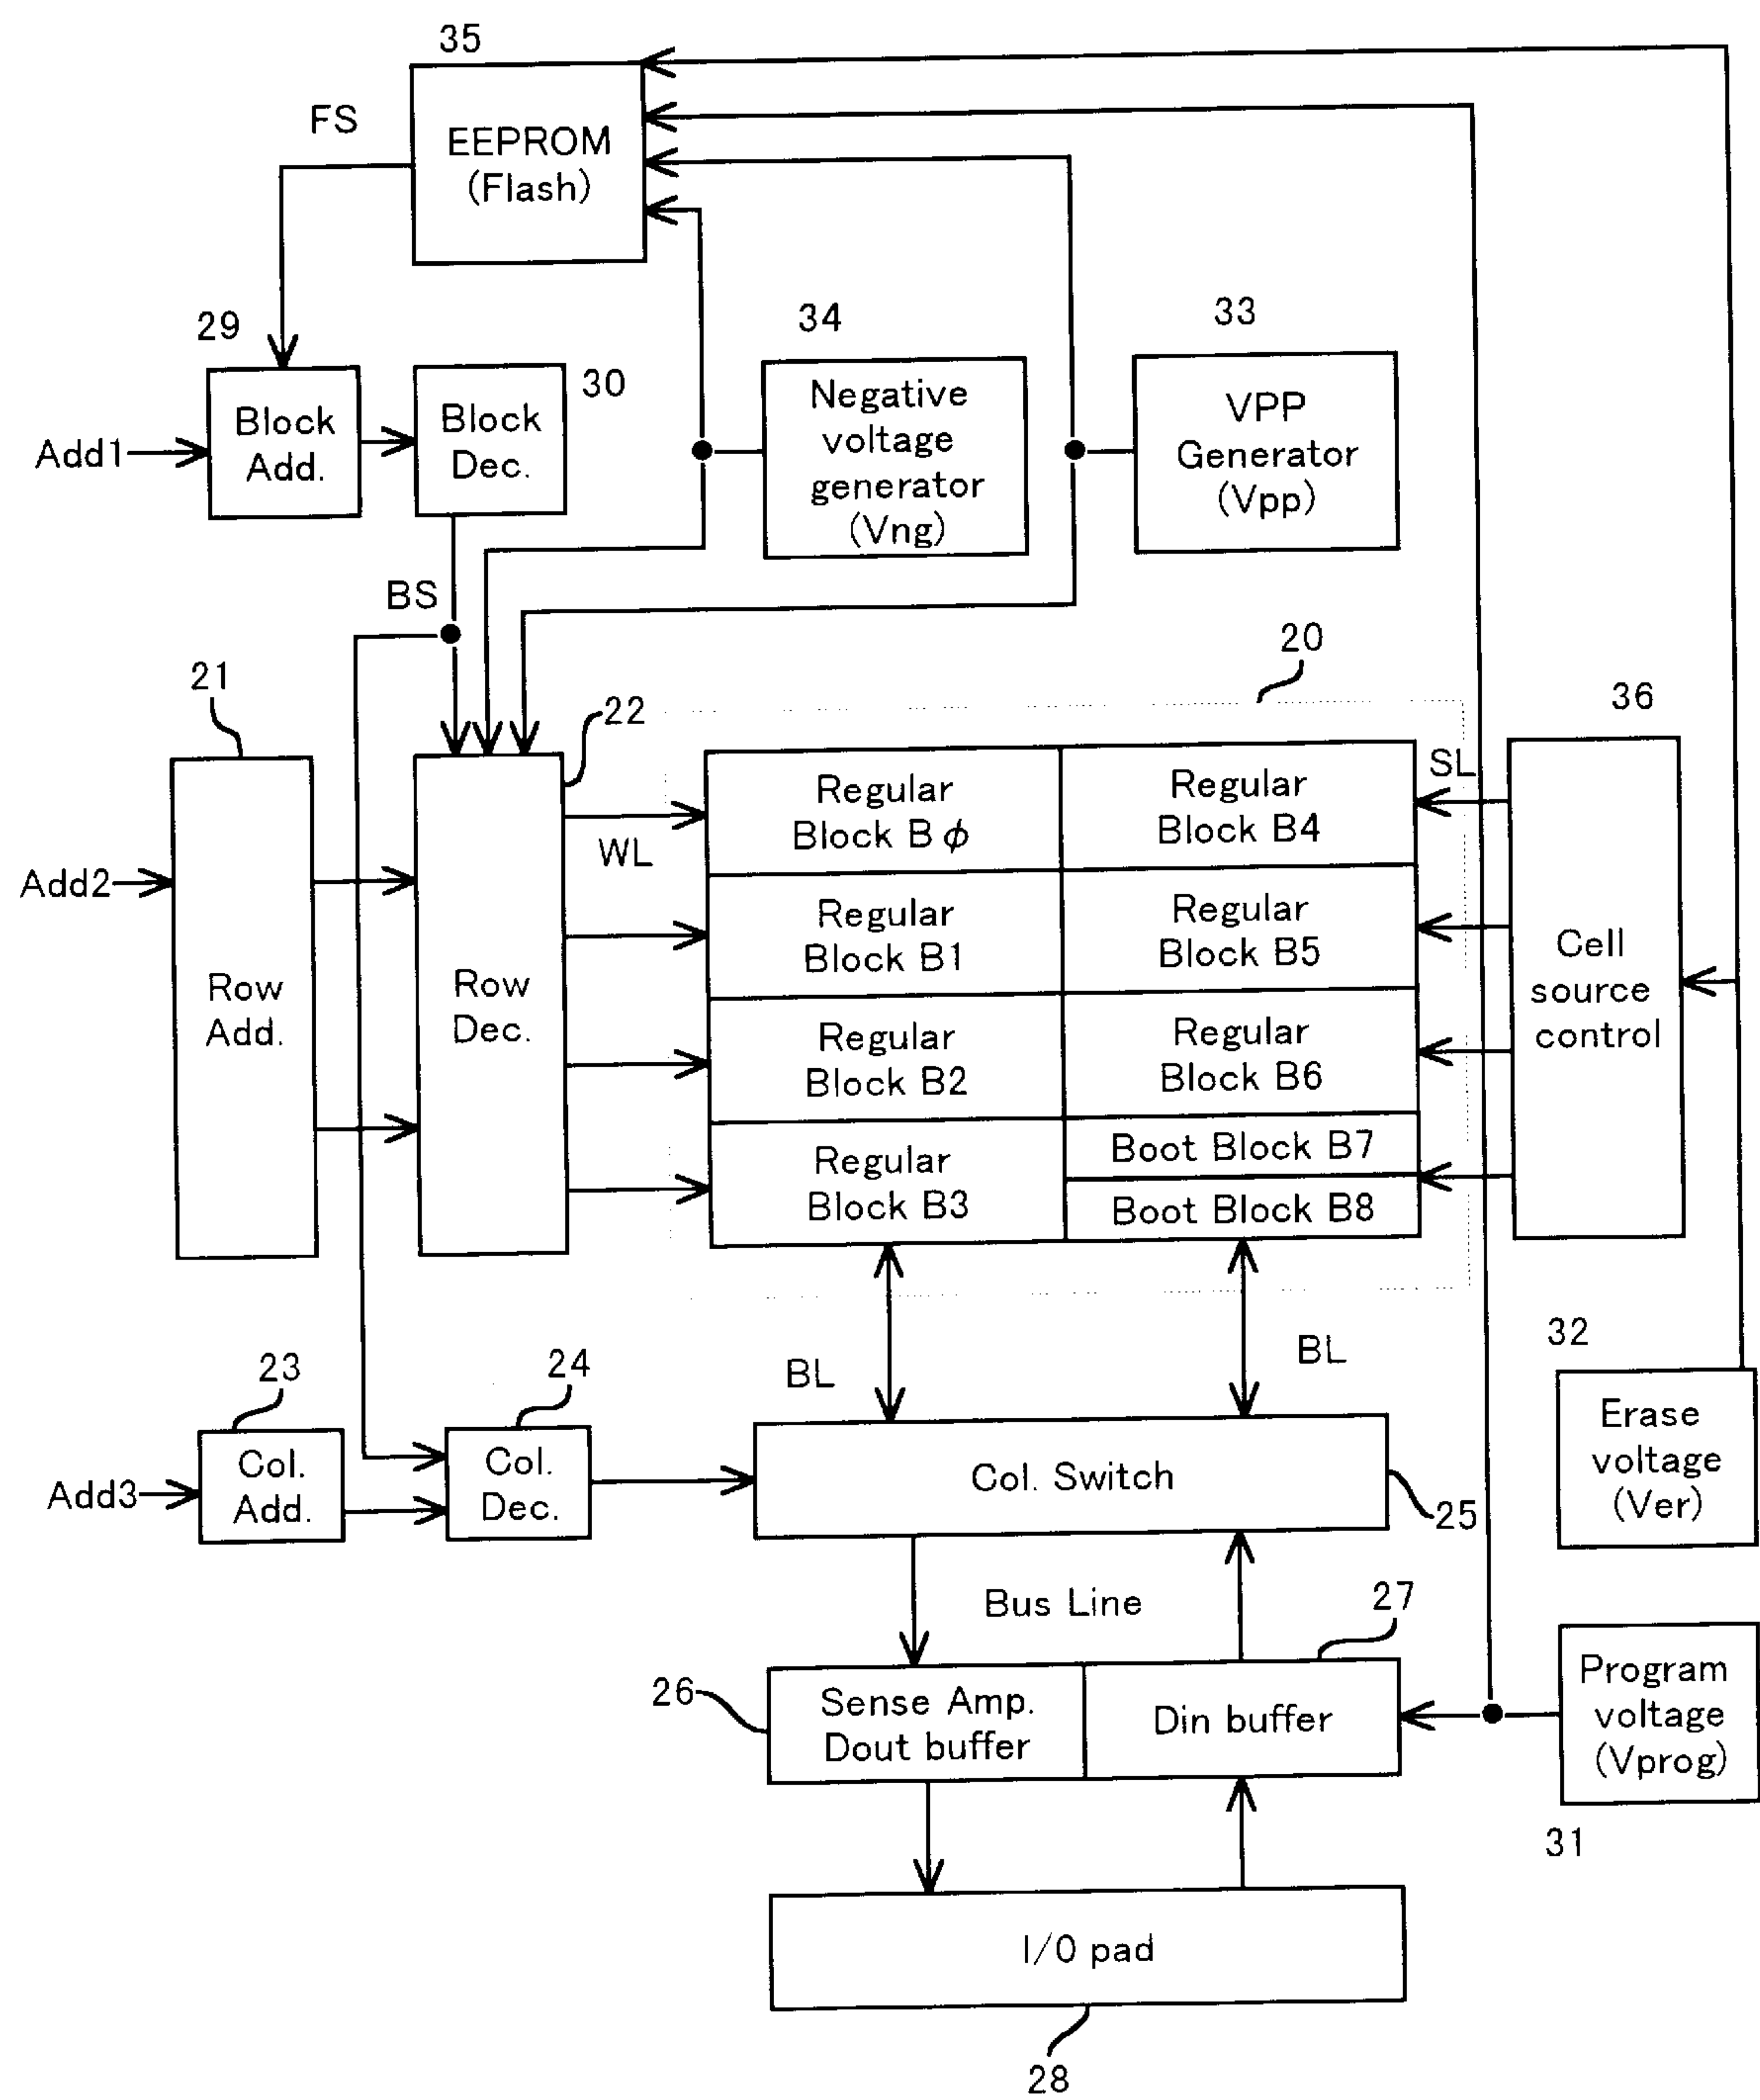 35
FS
EEPROM
(Flash)
29
34
33
30
Block
Add.
Block
Dec.
Add1
Negative
voltage
generator
(Vng)
VPP
Generator
(Vpp)
BS
20
21
22
36
Add2
Row
Add.
Row
Dec.
WL
SL
Regular
Block Bϕ
Regular
Block B4
Regular
Block B1
Regular
Block B5
Regular
Block B2
Regular
Block B6
Regular
Block B3
Boot Block B7
Boot Block B8
Cell
source
control
BL
BL
32
23
24
Add3
Col.
Add.
Col.
Dec.
Col. Switch
25
Erase
voltage
(Ver)
Bus Line
27
26
Sense Amp.
Dout buffer
Din buffer
Program
voltage
(Vprog)
31
I/O pad
28